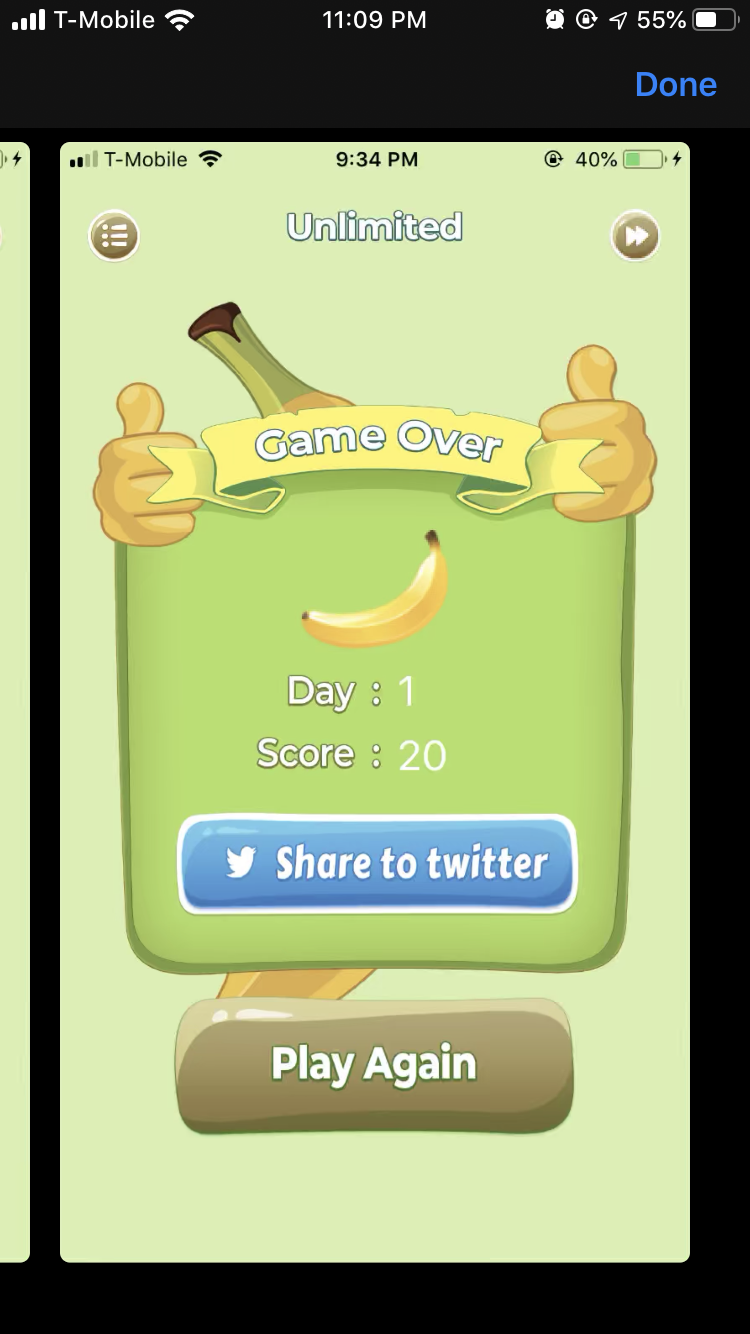 T-Mobile 11:09 PM 55%
Done
T-Mobile 9:34 PM 40%
Unlimited
Game Over
Day : 1
Score : 20
Share to twitter
Play Again